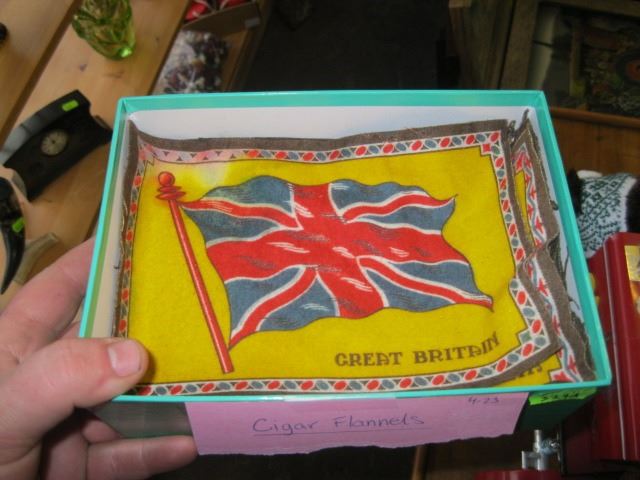 GREAT BRITAIN
4-23
Cigar Flannels